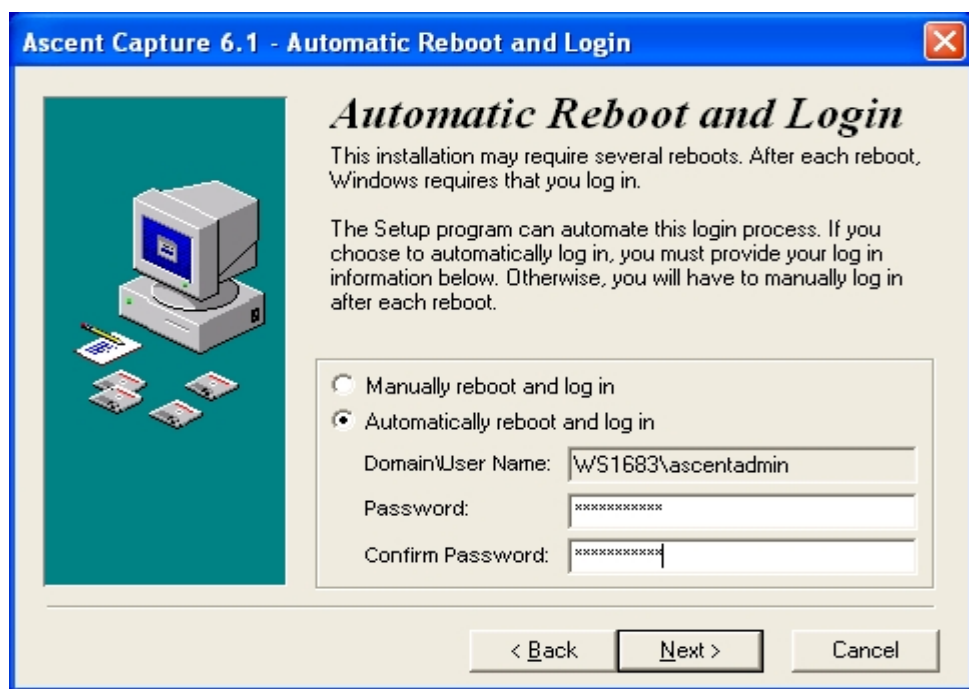 Ascent Capture 6.1 - Automatic Reboot and Login
Automatic Reboot and Login
This installation may require several reboots. After each reboot,
Windows requires that you log in.
The Setup program can automate this login process. If you
choose to automatically log in, you must provide your log in
information below. Otherwise, you will have to manually log in
after each reboot.
Manually reboot and log in
Automatically reboot and log in
Domain\User Name: WS1683\ascentadmin
Password: ***********
Confirm Password: ***********
< Back Next > Cancel